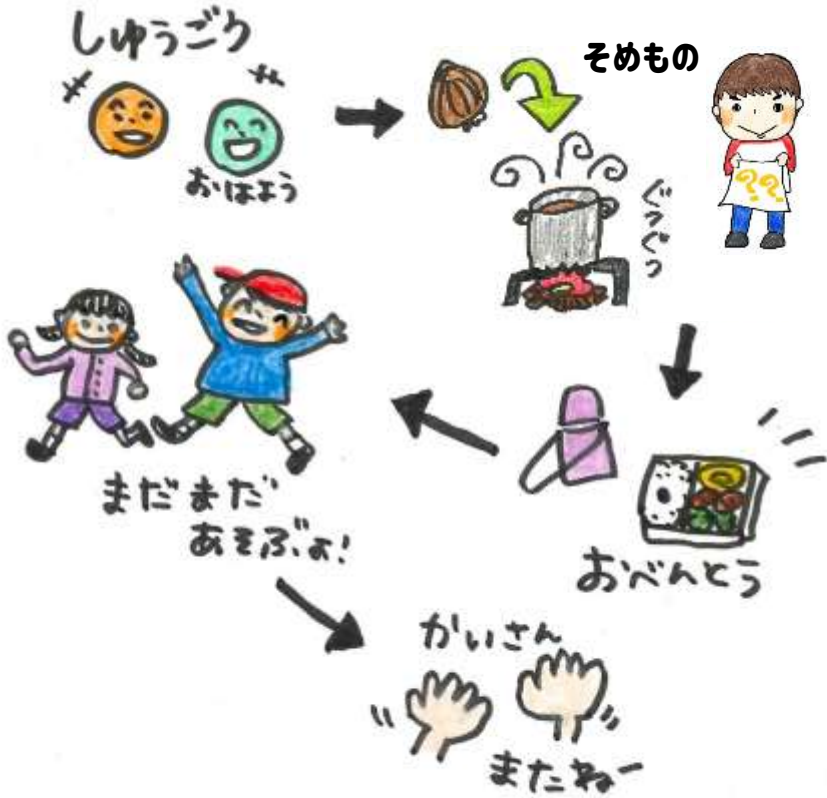 しゅうごう
おはよう
そめもの
ぐつぐつ
??
おべんとう
まだまだ
あそぶよ!
かいさん
またねー